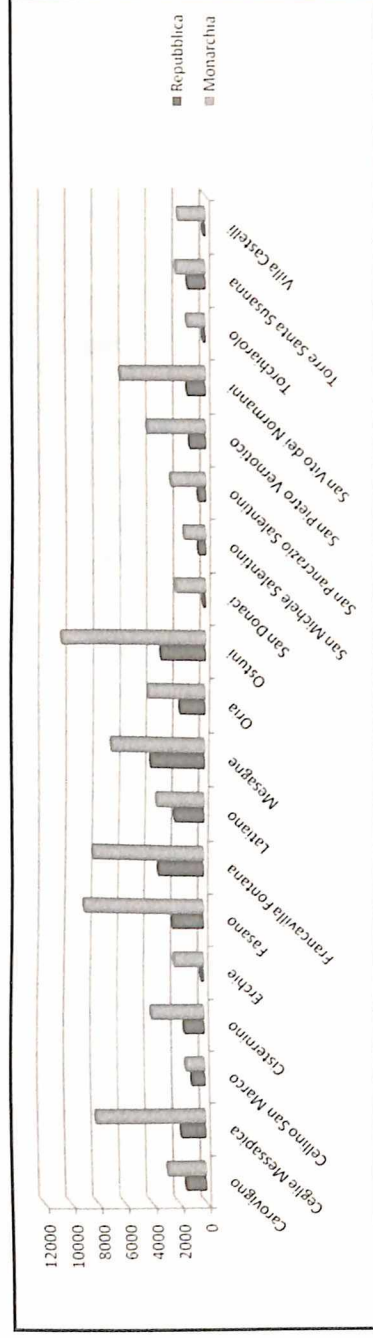 12000
10000
8000
6000
4000
2000
0
Carovigno
Ceglie Messapica
Cellino San Marco
Cisternino
Erchie
Fasano
Francavilla Fontana
Latiano
Mesagne
Oria
Ostuni
San Donaci
San Michele Salentino
San Pancrazio Salentino
San Pietro Vernotico
San Vito dei Normanni
Torchiarolo
Torre Santa Susanna
Villa Castelli
Repubblica
Monarchia